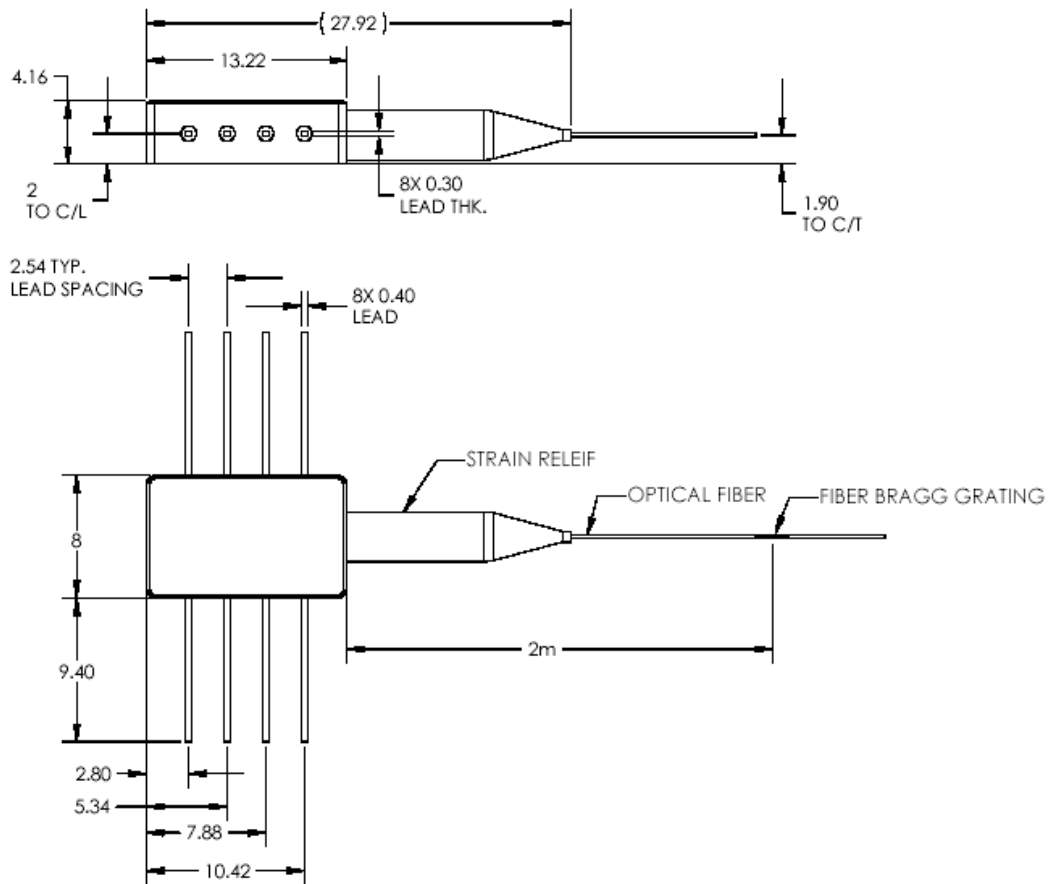 ( 27.92 )
13.22
4.16
2
TO C/L
8X 0.30
LEAD THK.
1.90
TO C/T
2.54 TYP.
LEAD SPACING
8X 0.40
LEAD
STRAIN RELEIF
OPTICAL FIBER
FIBER BRAGG GRATING
8
2m
9.40
2.80
5.34
7.88
10.42